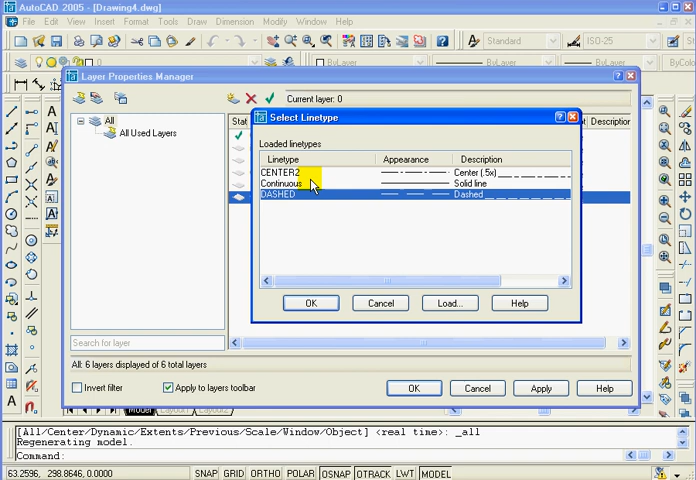 AutoCAD 2005 - [Drawing4.dwg]
File Edit View Insert Format Tools Draw Dimension Modify Window Help
Standard ISO-25
ByLayer ByLayer ByColo
Layer Properties Manager
Current layer: 0
All
All Used Layers
Stat Description
Select Linetype
Loaded linetypes
Linetype Appearance Description
CENTER2 Center (.5x)
Continuous Solid line
DASHED Dashed
OK Cancel Load... Help
Search for layer
All: 6 layers displayed of 6 total layers
Invert filter Apply to layers toolbar
OK Cancel Apply Help
Model Layout1 Layout2
[All/Center/Dynamic/Extents/Previous/Scale/Window/Object] <real time>: _all
Regenerating model.
Command:
63.2596, 298.8646, 0.0000 SNAP GRID ORTHO POLAR OSNAP OTRACK LWT MODEL